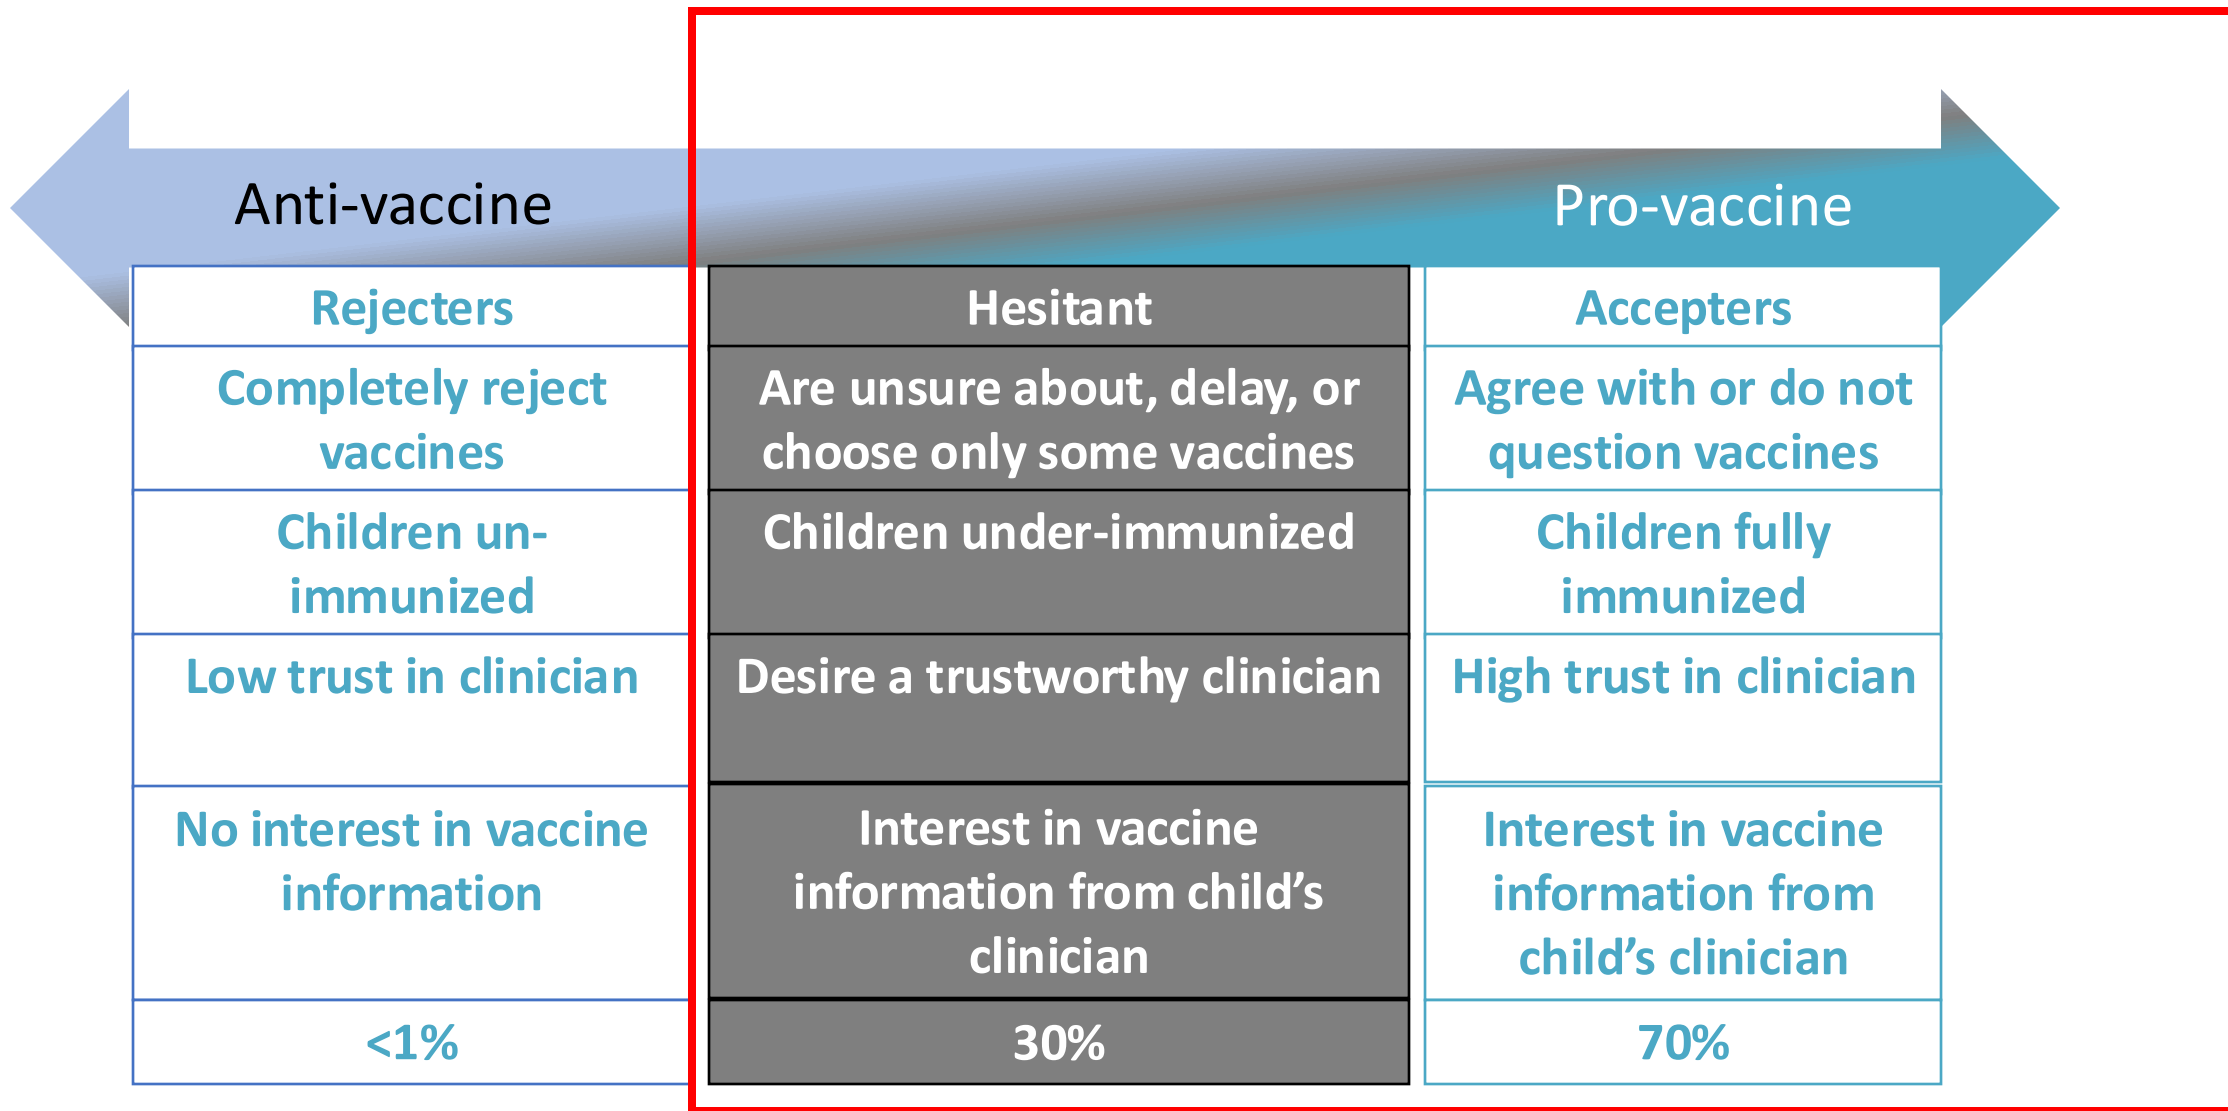 Anti-vaccine
Pro-vaccine
Rejecters
Hesitant
Accepters
Completely reject
vaccines
Are unsure about, delay, or
choose only some vaccines
Agree with or do not
question vaccines
Children un-
immunized
Children under-immunized
Children fully
immunized
Low trust in clinician
Desire a trustworthy clinician
High trust in clinician
No interest in vaccine
information
Interest in vaccine
information from child’s
clinician
Interest in vaccine
information from
child’s clinician
<1%
30%
70%